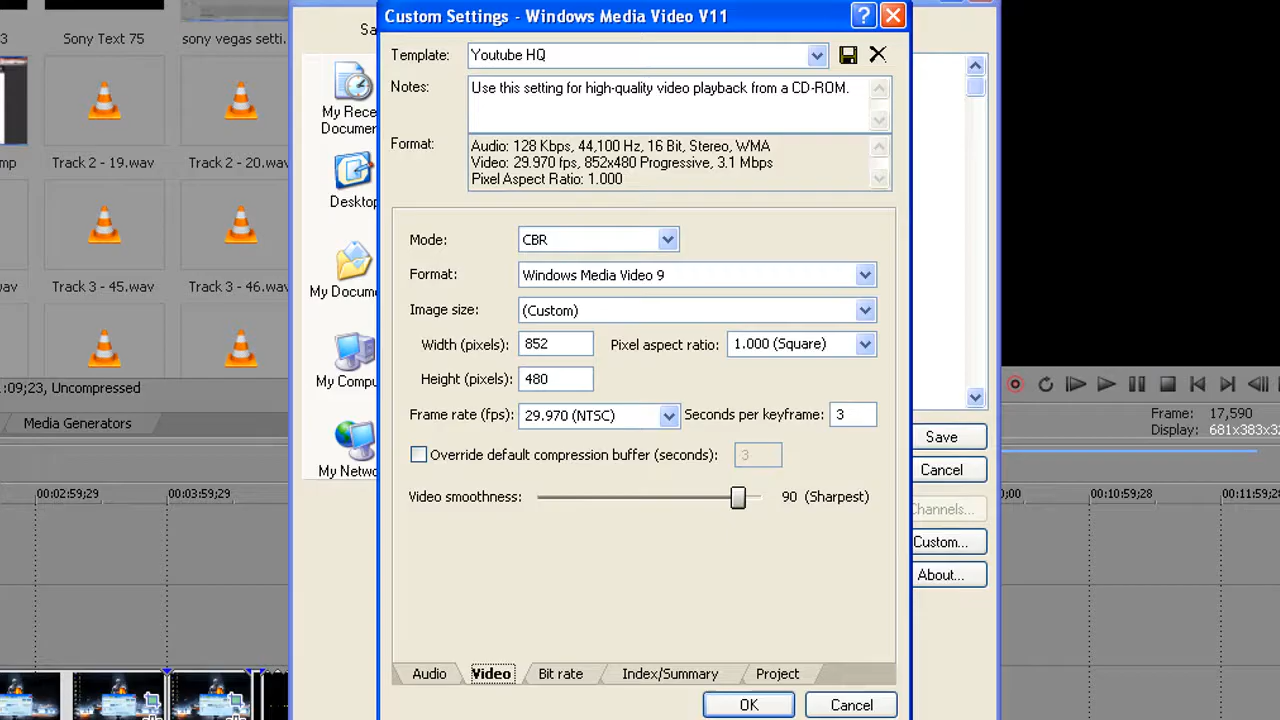 Custom Settings - Windows Media Video V11
Template:
Youtube HQ
Notes:
Use this setting for high-quality video playback from a CD-ROM.
Format:
Audio: 128 Kbps, 44,100 Hz, 16 Bit, Stereo, WMA
Video: 29.970 fps, 852x480 Progressive, 3.1 Mbps
Pixel Aspect Ratio: 1.000
Mode:
CBR
Format:
Windows Media Video 9
Image size:
(Custom)
Width (pixels):
852
Pixel aspect ratio:
1.000 (Square)
Height (pixels):
480
Frame rate (fps):
29.970 (NTSC)
Seconds per keyframe:
3
Override default compression buffer (seconds):
3
Video smoothness:
90 (Sharpest)
Audio
Video
Bit rate
Index/Summary
Project
OK
Cancel
3
Sony Text 75
sony vegas setti.
Sa
mp
Track 2 - 19.wav
Track 2 - 20.wav
wav
Track 3 - 45.wav
Track 3 - 46.wav
:09;23, Uncompressed
Media Generators
My Rece
Documen
Deskto
My Docum
My Compu
My Netwo
Save
Cancel
Channels...
Custom...
About...
Frame: 17,590
Display: 681x383x3
00:02:59;29
00:03:59;29
0;00
00:10:59;28
00:11:59;28